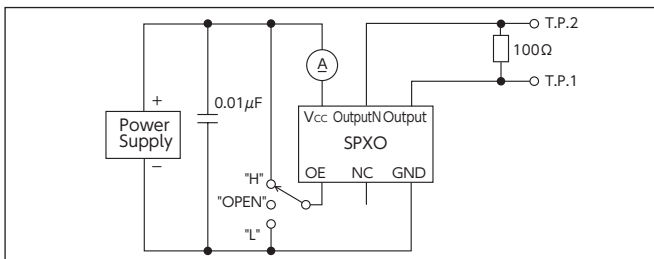 T.P.2
100Ω
T.P.1
A
0.01μF
+
Power
Supply
−
Vcc OutputN Output
SPXO
OE NC GND
"H"
"OPEN"
"L"